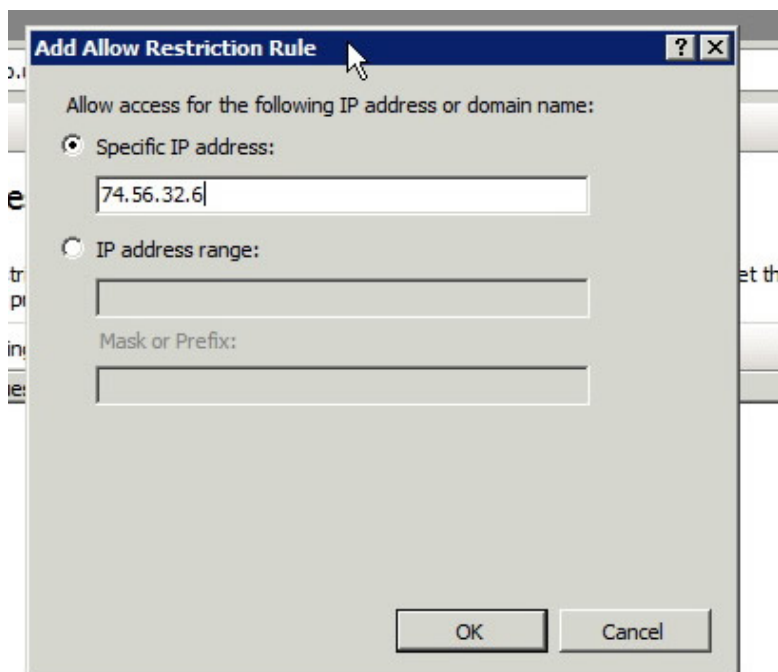 Add Allow Restriction Rule
Allow access for the following IP address or domain name:
Specific IP address:
74.56.32.6
IP address range:
Mask or Prefix:
OK
Cancel